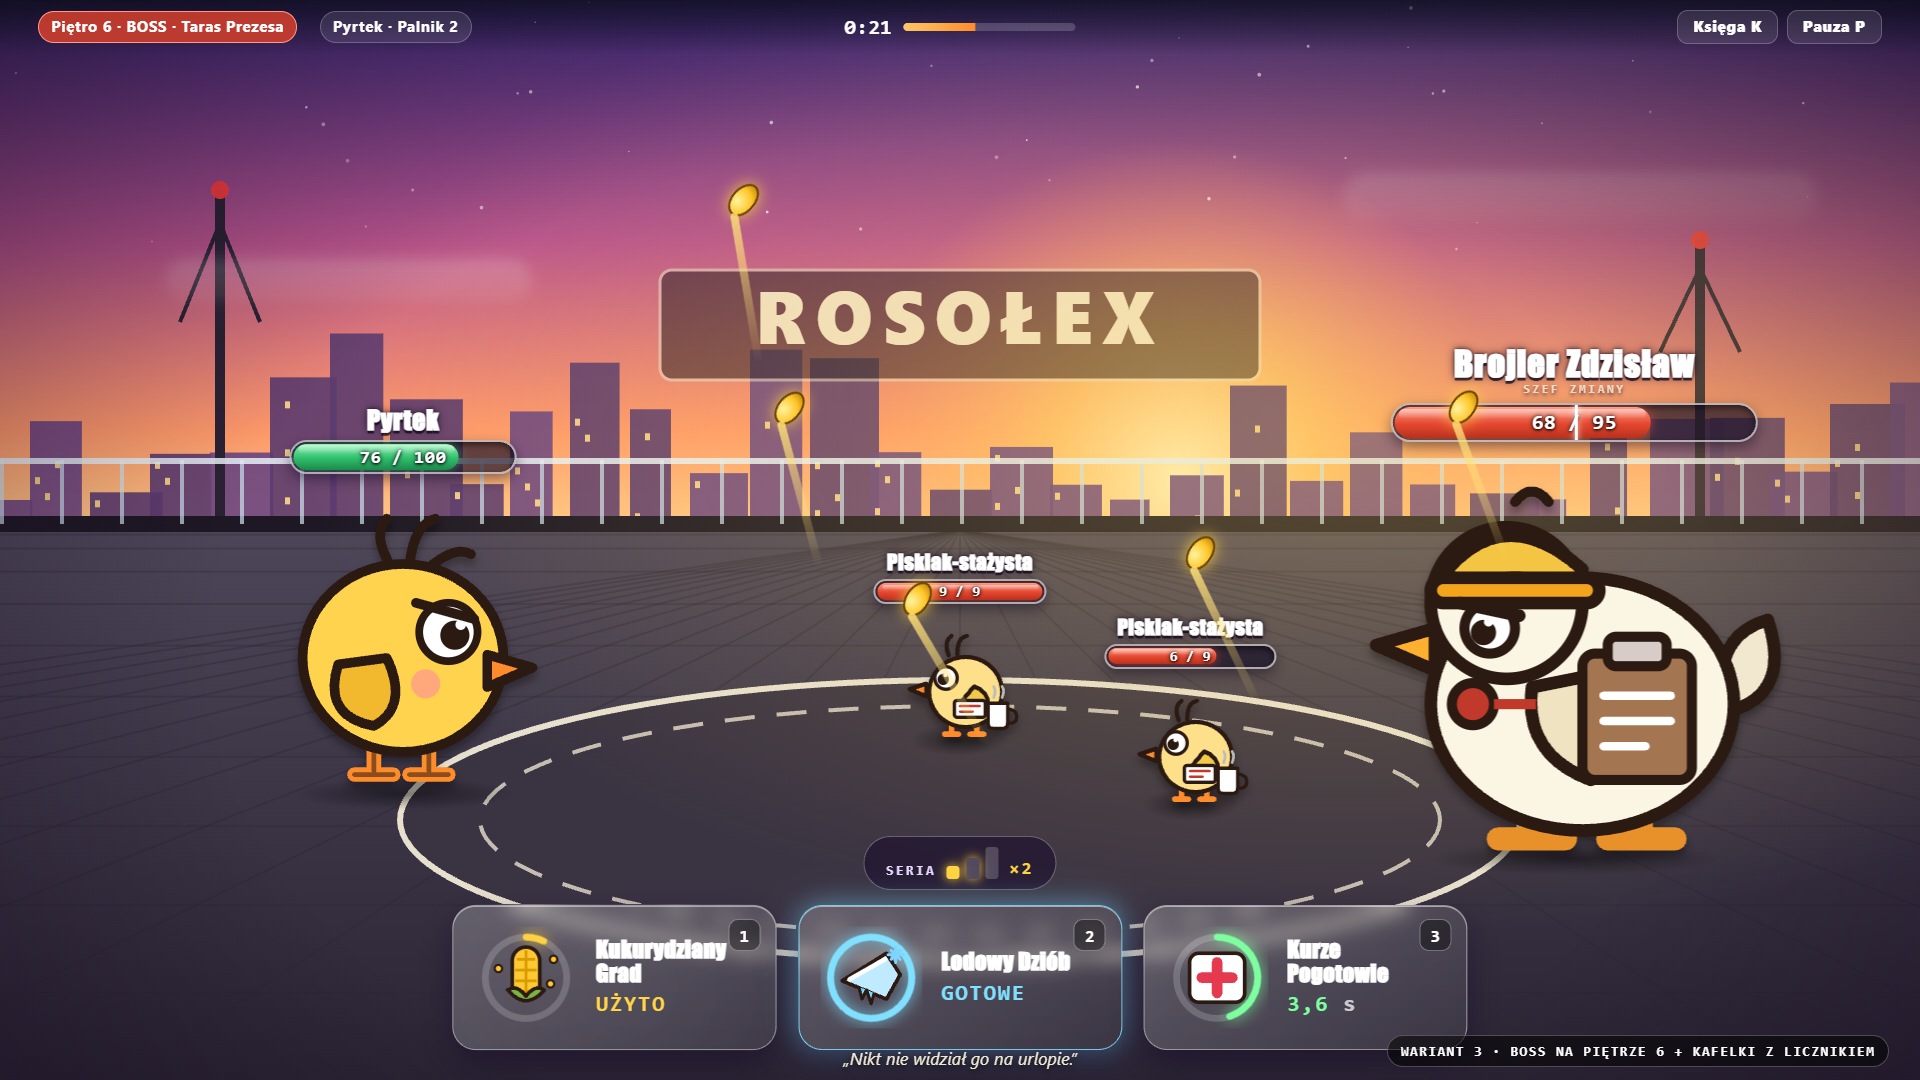 Piętro 6 · BOSS · Taras Prezesa
Pyrtek · Palnik 2
0:21
Księga K
Pauza P
ROSOŁEX
Brojler Zdzisław
SZEF ZMIANY
68 / 95
Pyrtek
76 / 100
Pisklak-stażysta
9 / 9
Pisklak-stażysta
6 / 9
SERIA ×2
Kukurydziany
Grad
UŻYTO
1
Lodowy Dziób
GOTOWE
2
Kurze
Pogotowie
3,6 s
3
„Nikt nie widział go na urlopie.”
WARIANT 3 · BOSS NA PIĘTRZE 6 + KAFELKI Z LICZNIKIEM